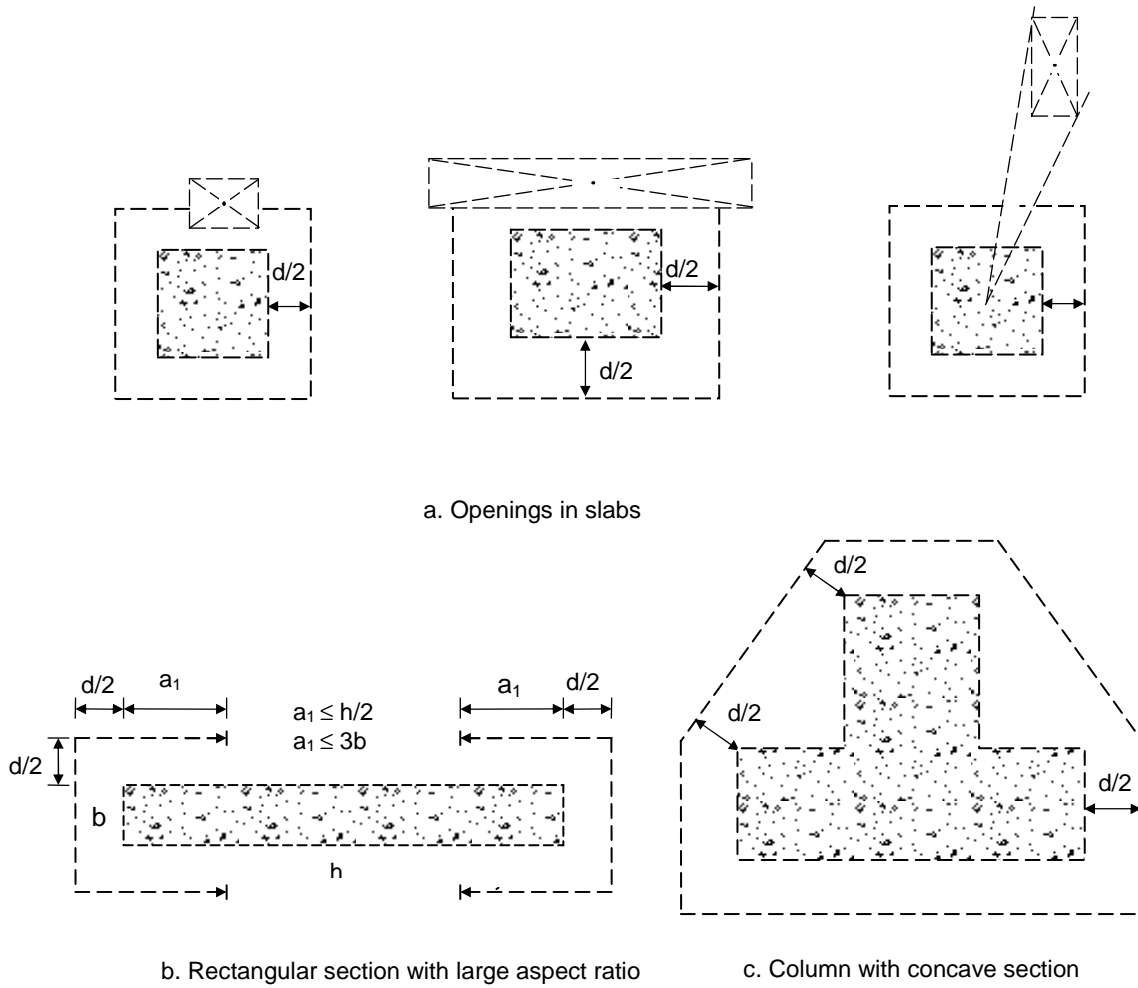 d/2
d/2
d/2
a. Openings in slabs
d/2
a₁
a₁
d/2
a₁ ≤ h/2
a₁ ≤ 3b
d/2
b
h
d/2
d/2
d/2
b. Rectangular section with large aspect ratio
c. Column with concave section